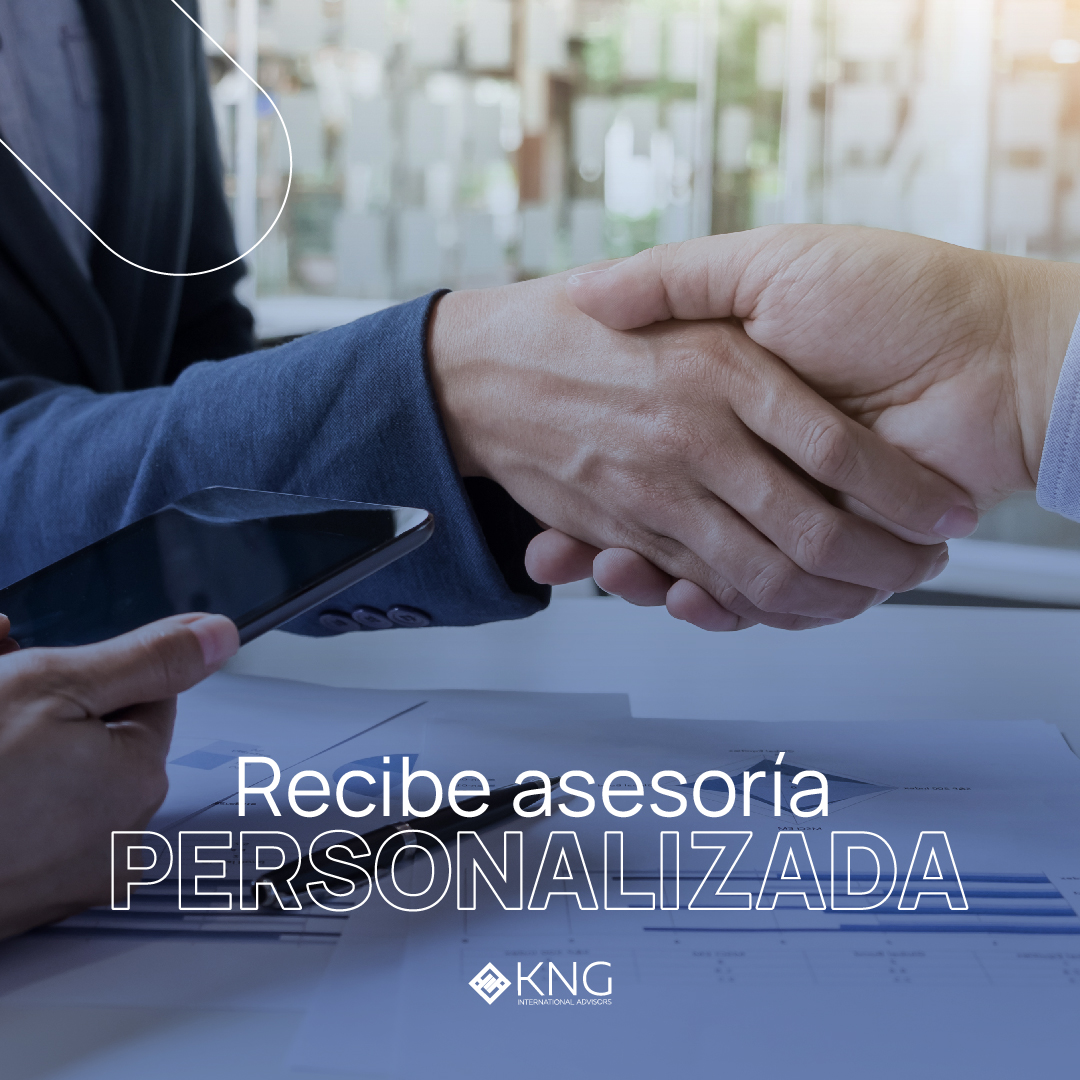 Recibe asesoría
PERSONALIZADA
KNG
INTERNATIONAL ADVISORS